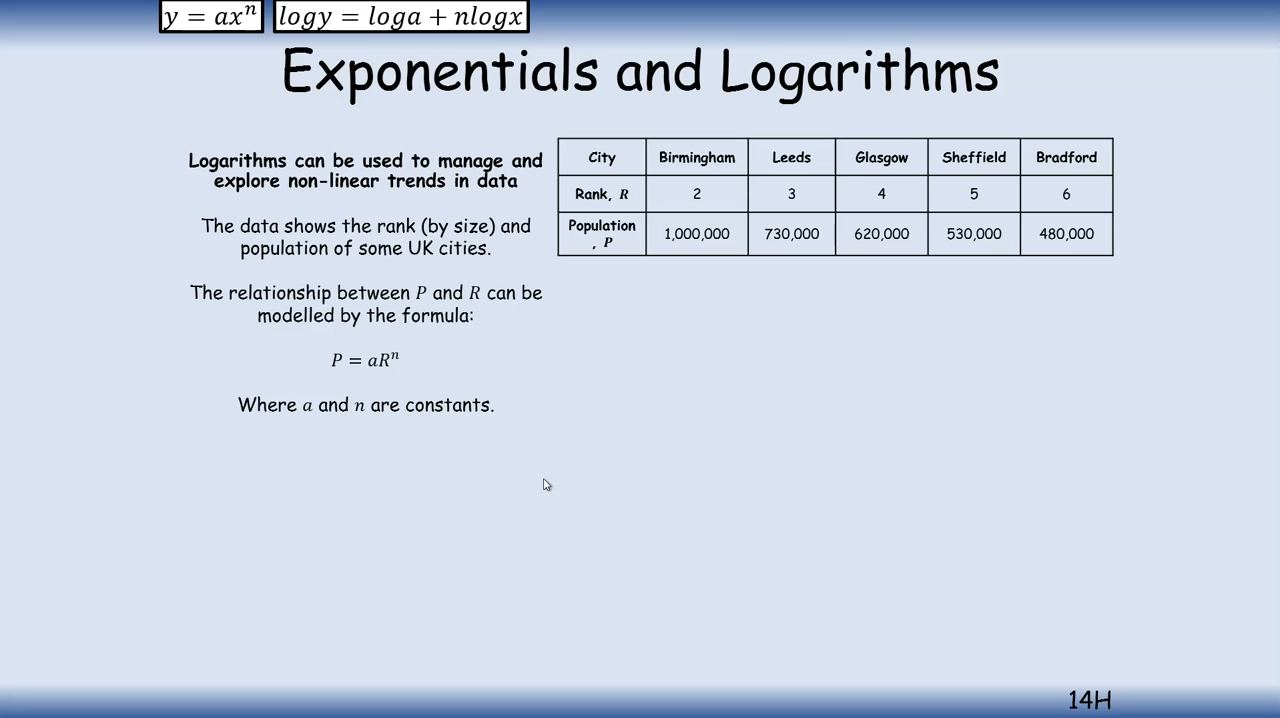 y = axⁿ logy = loga + nlogx
Exponentials and Logarithms
Logarithms can be used to manage and
explore non-linear trends in data
The data shows the rank (by size) and
population of some UK cities.
The relationship between P and R can be
modelled by the formula:
P = aRⁿ
Where a and n are constants.
City Birmingham Leeds Glasgow Sheffield Bradford
Rank, R 2 3 4 5 6
Population
, P 1,000,000 730,000 620,000 530,000 480,000
14H